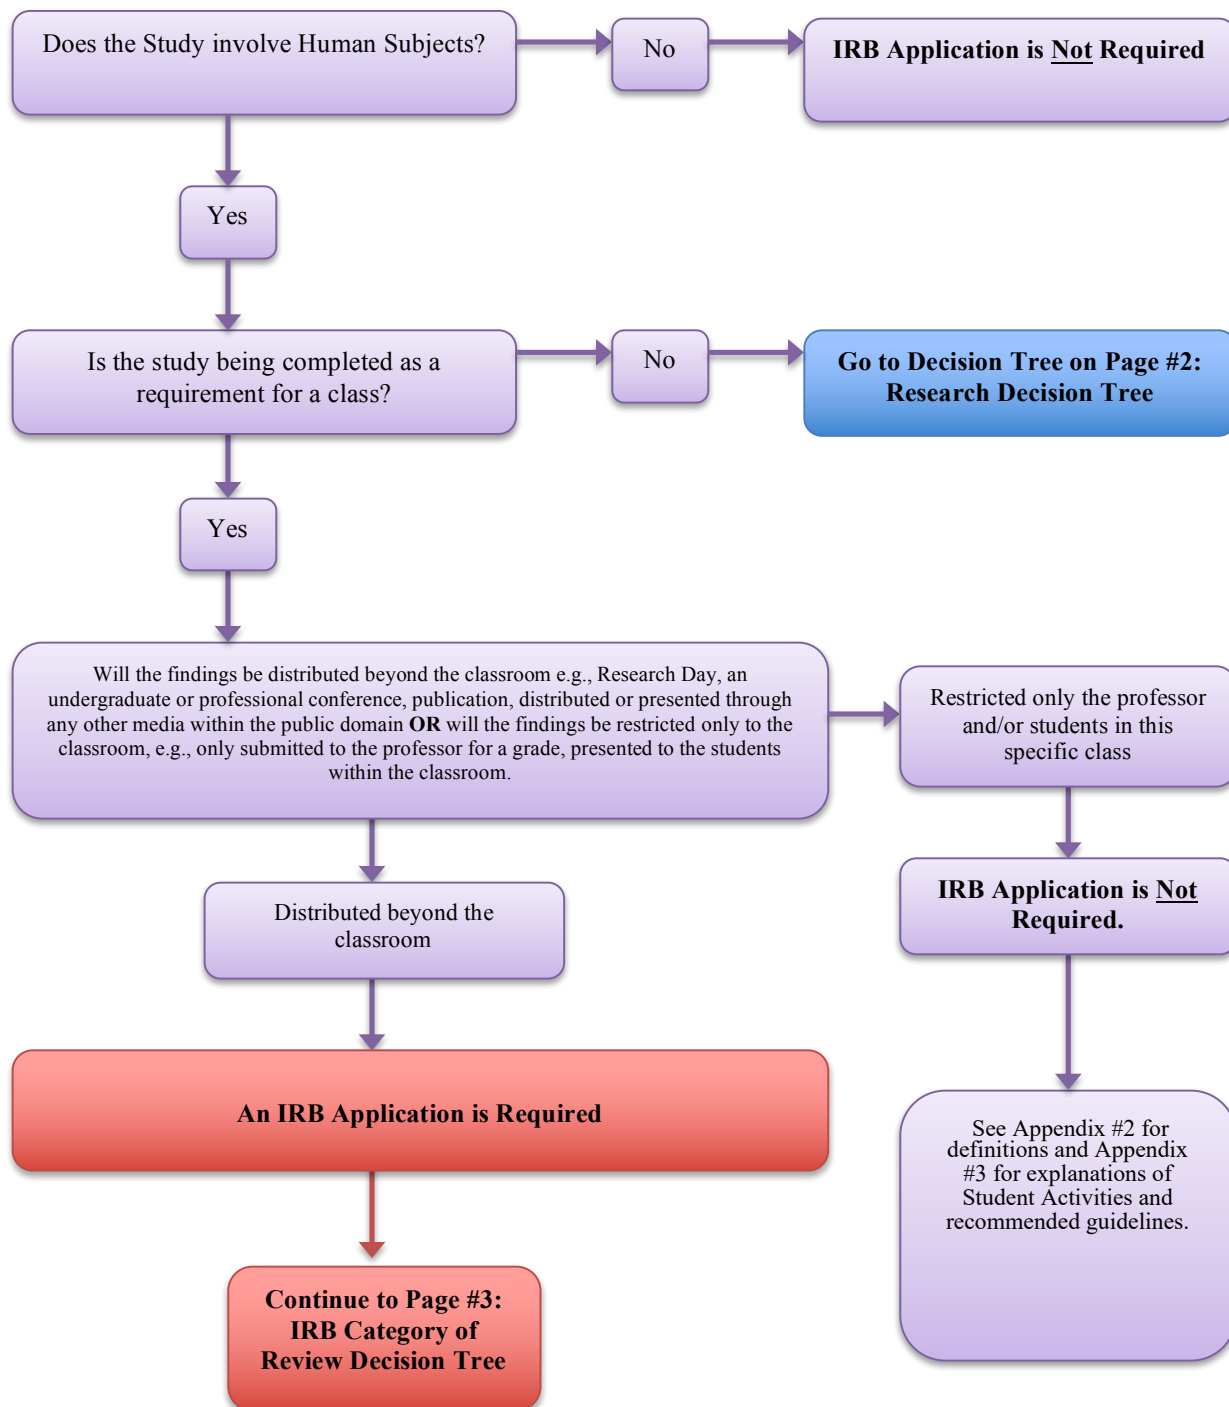 Does the Study involve Human Subjects?
No
IRB Application is Not Required
Yes
Is the study being completed as a
requirement for a class?
No
Go to Decision Tree on Page #2:
Research Decision Tree
Yes
Will the findings be distributed beyond the classroom e.g., Research Day, an
undergraduate or professional conference, publication, distributed or presented through
any other media within the public domain OR will the findings be restricted only to
the classroom, e.g., only submitted to the professor for a grade, presented to the students
within the classroom.
Restricted only the professor
and/or students in this
specific class
IRB Application is Not
Required.
Distributed beyond the
classroom
An IRB Application is Required
See Appendix #2 for
definitions and Appendix
#3 for explanations of
Student Activities and
recommended guidelines.
Continue to Page #3:
IRB Category of
Review Decision Tree